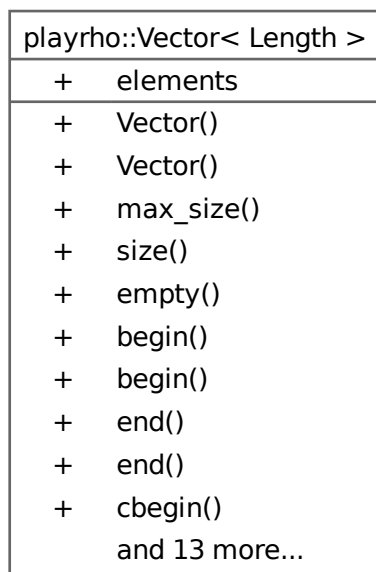 playrho::Vector< Length >
+ elements
+ Vector()
+ Vector()
+ max_size()
+ size()
+ empty()
+ begin()
+ begin()
+ end()
+ end()
+ cbegin()
and 13 more...